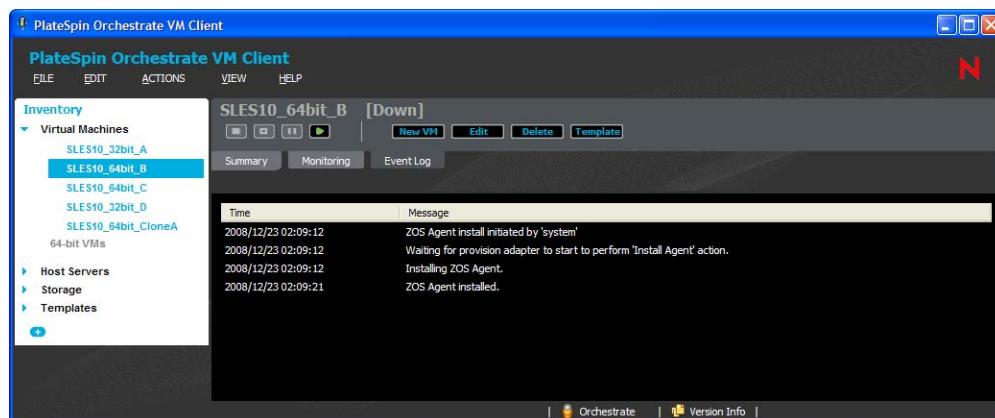 PlateSpin Orchestrate VM Client
PlateSpin Orchestrate VM Client
FILE EDIT ACTIONS VIEW HELP
N
Inventory
Virtual Machines
SLES10_32bit_A
SLES10_64bit_B
SLES10_64bit_C
SLES10_32bit_D
SLES10_64bit_CloneA
64-bit VMs
Host Servers
Storage
Templates
SLES10_64bit_B [Down]
New VM Edit Delete Template
Summary Monitoring Event Log
Time Message
2008/12/23 02:09:12 ZOS Agent install initiated by 'system'
2008/12/23 02:09:12 Waiting for provision adapter to start to perform 'Install Agent' action.
2008/12/23 02:09:12 Installing ZOS Agent.
2008/12/23 02:09:21 ZOS Agent installed.
| Orchestrate | Version Info |